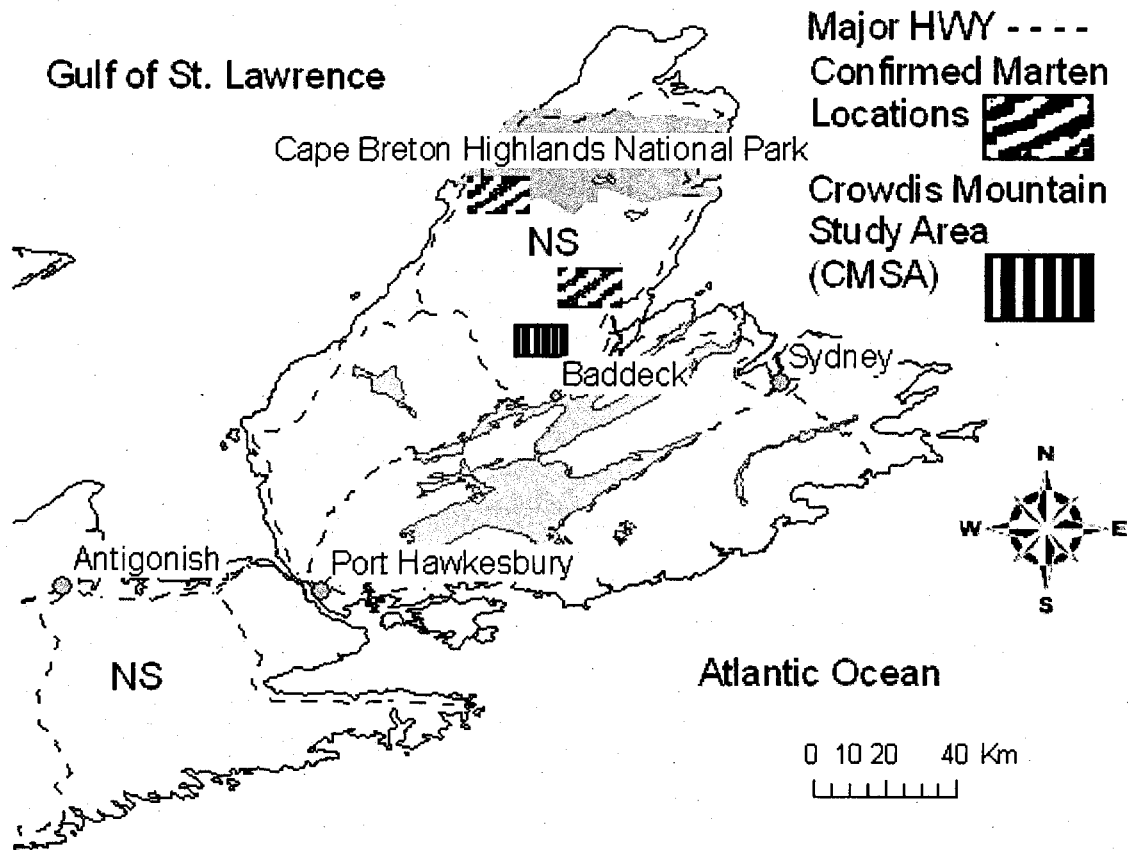 Gulf of St. Lawrence
Major HWY ----
Confirmed Marten
Locations
Cape Breton Highlands National Park
Crowdis Mountain
Study Area
(CMSA)
NS
Sydney
Baddeck
N
W E
S
Antigonish
Port Hawkesbury
NS
Atlantic Ocean
0 10 20 40 Km